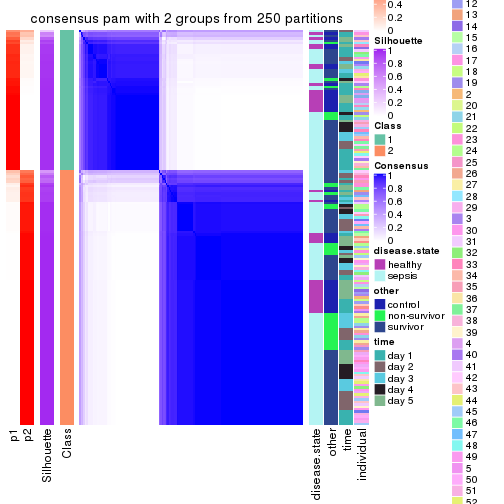 consensus pam with 2 groups from 250 partitions
p1
p2
Silhouette
Class
disease.state
other
time
individual
0.4
0.2
0
Silhouette
1
0.8
0.6
0.4
0.2
0
Class
1
2
Consensus
1
0.8
0.6
0.4
0.2
0
disease.state
healthy
sepsis
other
control
non-survivor
survivor
time
day 1
day 2
day 3
day 4
day 5
12
13
14
15
16
17
18
19
2
20
21
22
23
24
25
26
27
28
29
3
30
31
32
33
34
35
36
37
38
39
4
40
41
42
43
44
45
46
47
48
49
5
50
51
52